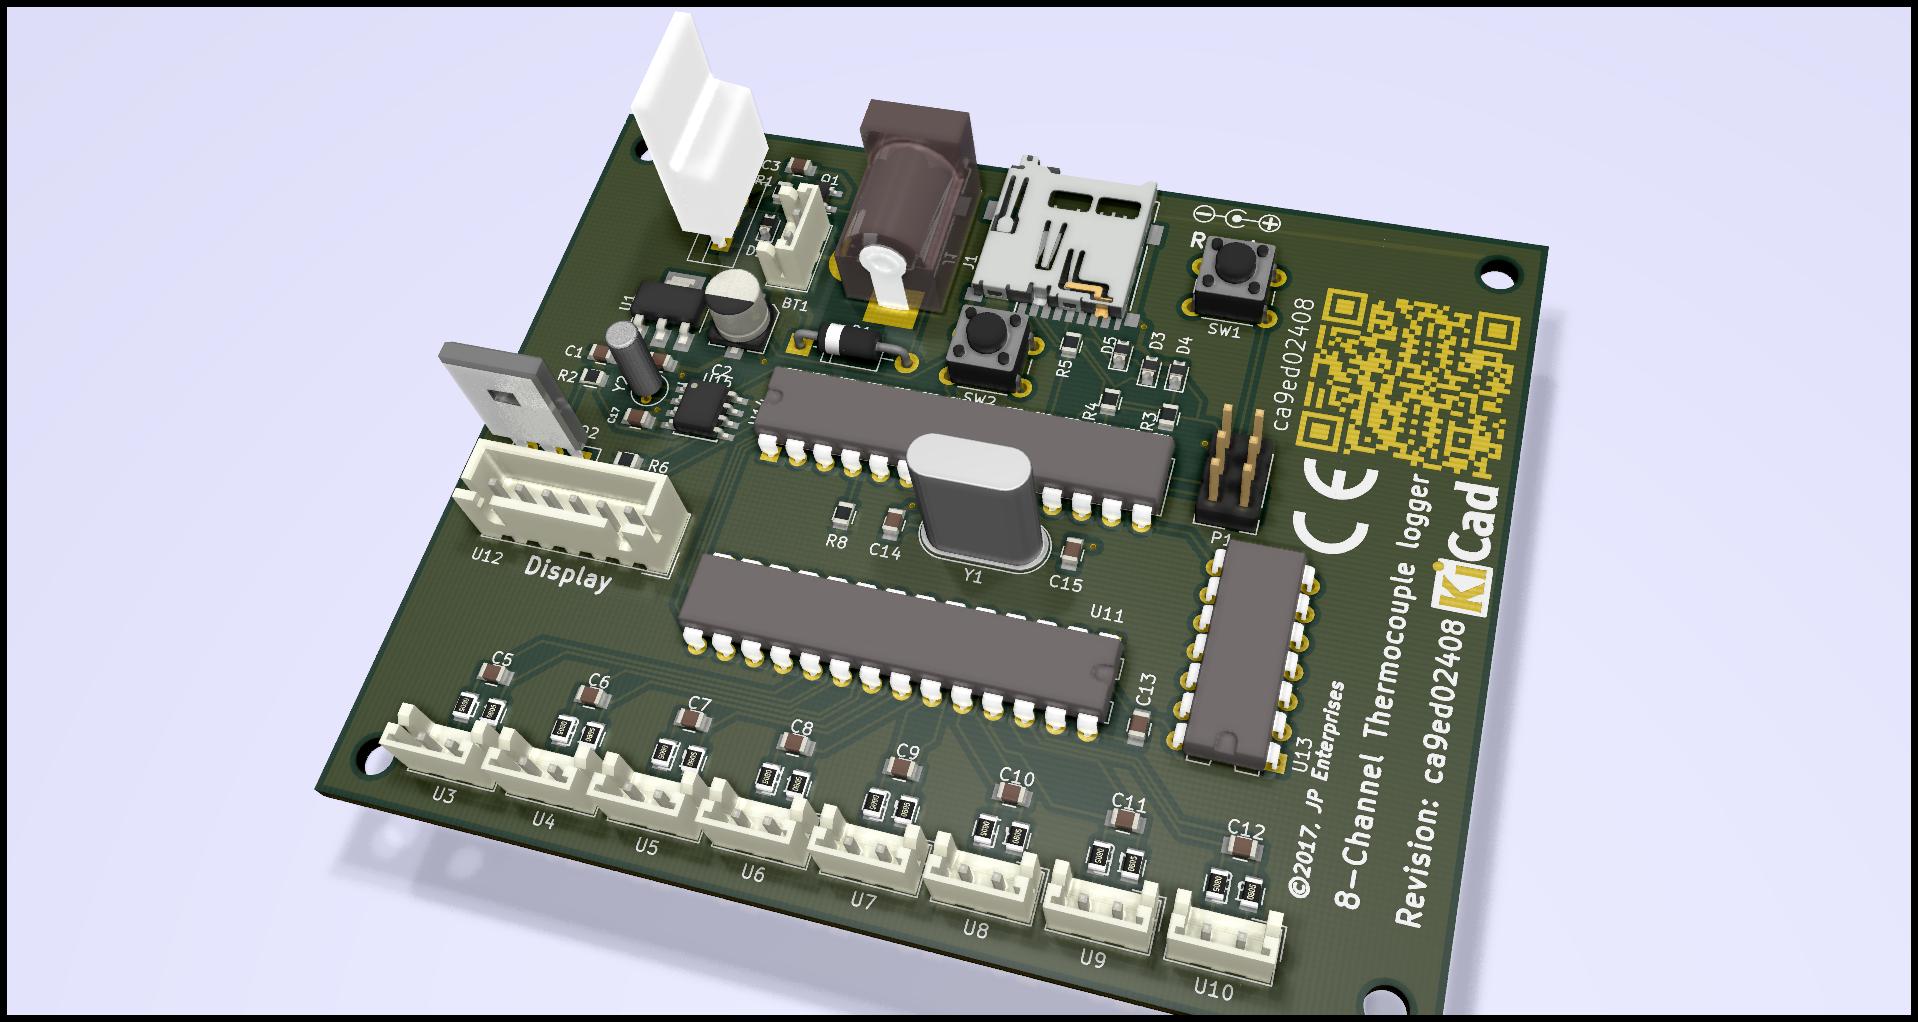 C3
R1
Q1
J1
R
BT1
U1
SW1
C1
R2
C2
U15
D5
D3
D4
R5
SW2
R4
R3
R6
U12
Display
R8
C14
Y1
C15
P1
U11
ca9ed02408
CE
KiCad
8-Channel Thermocouple logger
Revision: ca9ed02408
©2017, JP Enterprises
U13
C13
C5
C6
C7
C8
C9
C10
C11
C12
U3
U4
U5
U6
U7
U8
U9
U10